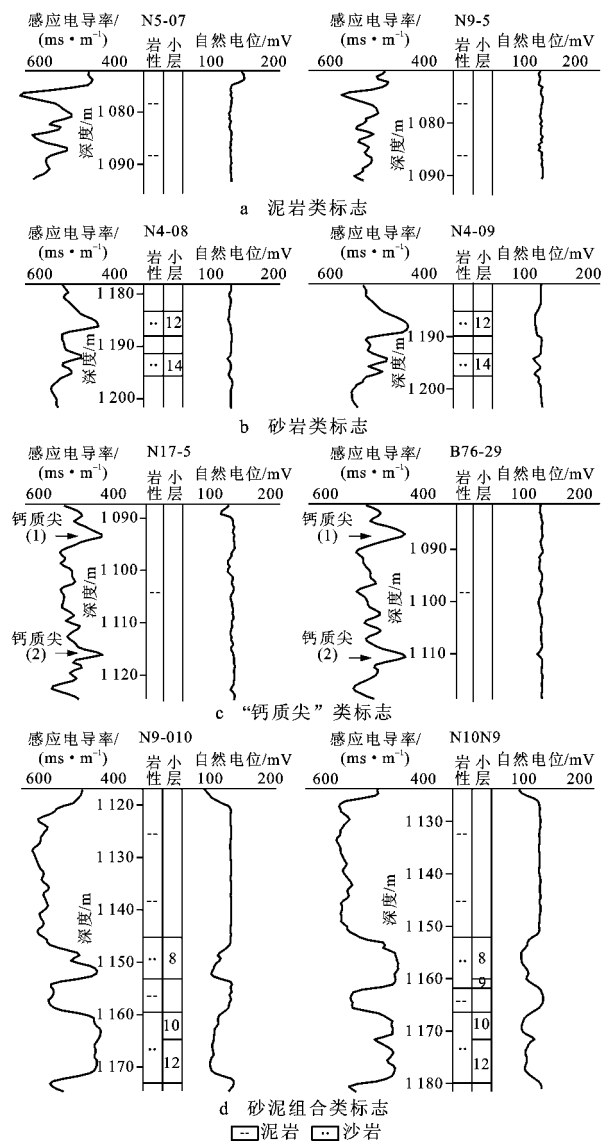 感应电导率/ N5-07 自然电位/mV
(ms·m⁻¹) 岩性 小层
600 400 100 200
1 080
深度/m
1 090
感应电导率/ N9-5 自然电位/mV
(ms·m⁻¹) 岩性 小层
600 400 100 200
1 080
深度/m
1 090
a 泥岩类标志
感应电导率/ N4-08 自然电位/mV
(ms·m⁻¹) 岩性 小层
600 400 100 200
1 180
12
1 190
深度/m
14
1 200
感应电导率/ N4-09 自然电位/mV
(ms·m⁻¹) 岩性 小层
600 400 100 200
12
1 190
深度/m
14
1 200
b 砂岩类标志
感应电导率/ N17-5 自然电位/mV
(ms·m⁻¹) 岩性 小层
600 400 100 200
1 090
钙质尖
(1)
1 100
深度/m
1 110
钙质尖
(2)
1 120
感应电导率/ B76-29 自然电位/mV
(ms·m⁻¹) 岩性 小层
600 400 100 200
钙质尖
(1)
1 090
深度/m
1 100
钙质尖
(2)
1 110
c “钙质尖”类标志
感应电导率/ N9-010 自然电位/mV
(ms·m⁻¹) 岩性 小层
600 400 100 200
1 120
1 130
1 140
深度/m
1 150
8
1 160
10
1 170
12
感应电导率/ N10N9 自然电位/mV
(ms·m⁻¹) 岩性 小层
600 400 100 200
1 130
1 140
深度/m
1 150
8
1 160
9
10
1 170
12
1 180
d 砂泥组合类标志
泥岩 沙岩